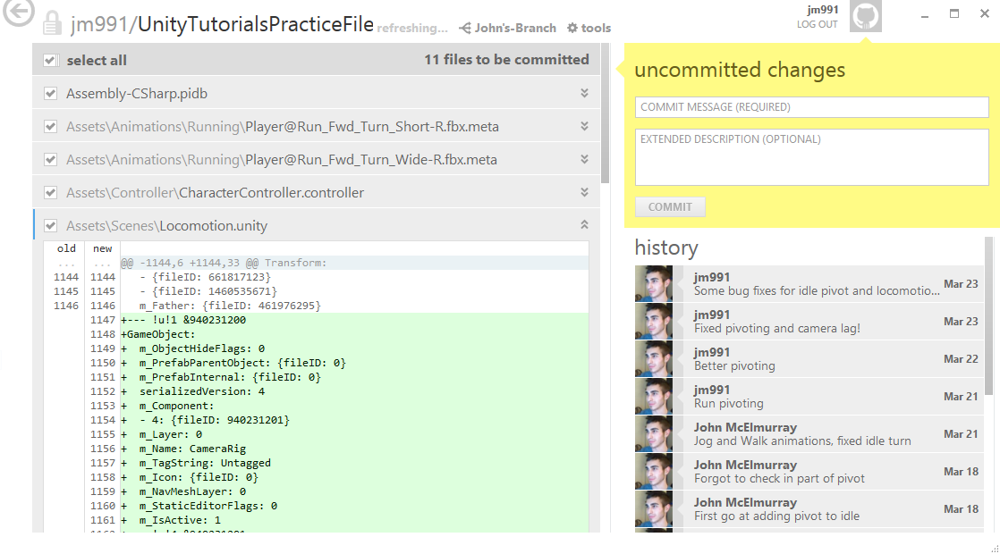 jm991/UnityTutorialsPracticeFile refreshing... John's-Branch tools
jm991
LOG OUT
select all 11 files to be committed
Assembly-CSharp.pidb
Assets\Animations\Running\Player@Run_Fwd_Turn_Short-R.fbx.meta
Assets\Animations\Running\Player@Run_Fwd_Turn_Wide-R.fbx.meta
Assets\Controller\CharacterController.controller
Assets\Scenes\Locomotion.unity
old new
... ... @@ -1144,6 +1144,33 @@ Transform:
1144 1144 - {fileID: 661817123}
1145 1145 - {fileID: 1460535671}
1146 1146 m_Father: {fileID: 461976295}
1147 +--- !u!1 &940231200
1148 +GameObject:
1149 + m_ObjectHideFlags: 0
1150 + m_PrefabParentObject: {fileID: 0}
1151 + m_PrefabInternal: {fileID: 0}
1152 + serializedVersion: 4
1153 + m_Component:
1154 + - 4: {fileID: 940231201}
1155 + m_Layer: 0
1156 + m_Name: CameraRig
1157 + m_TagString: Untagged
1158 + m_Icon: {fileID: 0}
1159 + m_NavMeshLayer: 0
1160 + m_StaticEditorFlags: 0
1161 + m_IsActive: 1
uncommitted changes
COMMIT MESSAGE (REQUIRED)
EXTENDED DESCRIPTION (OPTIONAL)
COMMIT
history
jm991
Some bug fixes for idle pivot and locomotio... Mar 23
jm991
Fixed pivoting and camera lag! Mar 23
jm991
Better pivoting Mar 22
jm991
Run pivoting Mar 21
John McElmurray
Jog and Walk animations, fixed idle turn Mar 21
John McElmurray
Forgot to check in part of pivot Mar 18
John McElmurray
First go at adding pivot to idle Mar 18